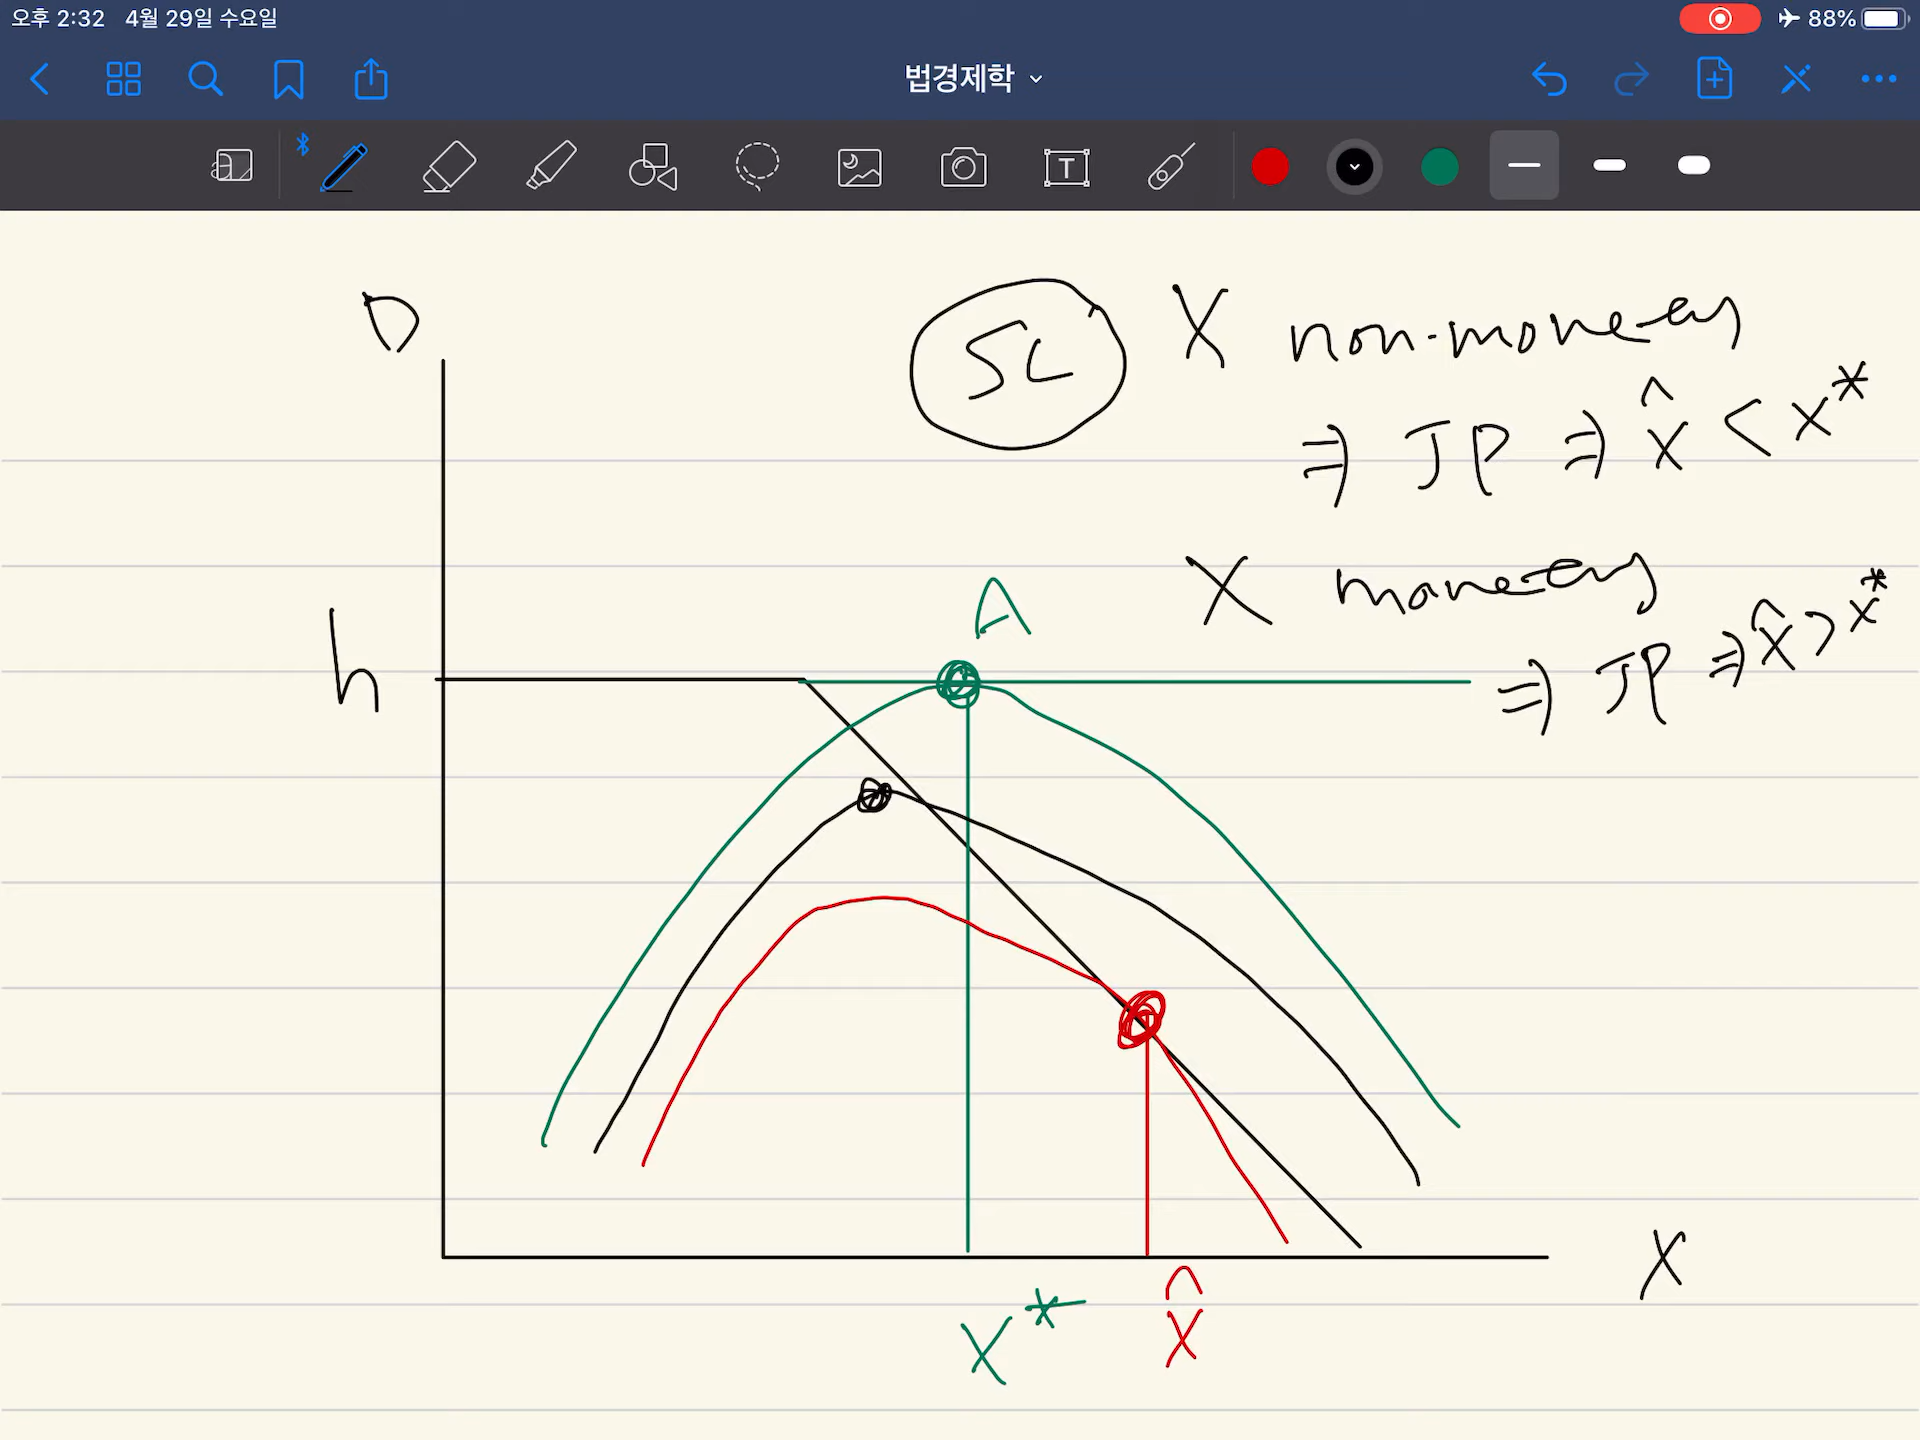 오후 2:32 4월 29일 수요일
88%
법경제학
T
D
SL X non-monetary
⇒ JP ⇒ x̂ < x*
A
X monetary
h
⇒ JP ⇒ x̂ > x*
X
X* x̂